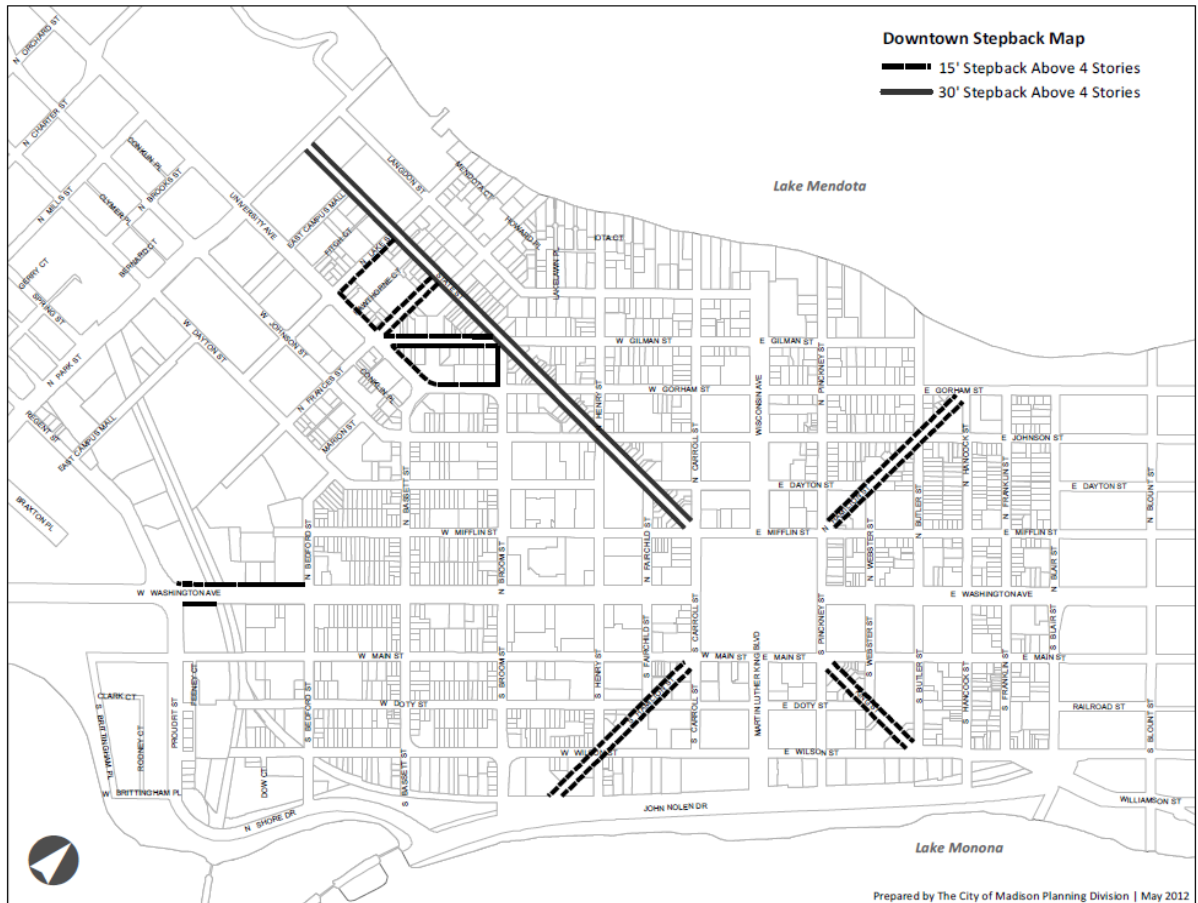 Downtown Stepback Map
15' Stepback Above 4 Stories
30' Stepback Above 4 Stories
N ORCHARD ST
N CHARTER ST
CONKLIN PL
N MILLS ST
CLYMER PL
N BROOKS ST
UNIVERSITY AVE
LANGDON ST
MENDOTA CT
Lake Mendota
EAST CAMPUS MALL
HOWARD PL
FITCH CT
IOTA CT
BERNARD CT
GERRY CT
LAKELAWN PL
STATE ST
SPRING ST
W JOHNSON ST
W DAYTON ST
W GILMAN ST
E GILMAN ST
N PARK ST
N FRANCES ST
CONKLIN PL
W GORHAM ST
E GORHAM ST
N HENRY ST
WISCONSIN AVE
N PINCKNEY ST
REGENT ST
EAST CAMPUS MALL
MARION ST
N BASSETT ST
N CARROLL ST
E JOHNSON ST
N HANCOCK ST
N FRANKLIN ST
E DAYTON ST
E DAYTON ST
N BLOUNT ST
BRAXTON PL
N BUTLER ST
W MIFFLIN ST
E MIFFLIN ST
E MIFFLIN ST
N BEDFORD ST
N BROOM ST
N FAIRCHILD ST
N WEBSTER ST
N BLAIR ST
W WASHINGTON AVE
E WASHINGTON AVE
S FAIRCHILD ST
S CARROLL ST
S PINCKNEY ST
S WEBSTER ST
S BLAIR ST
W MAIN ST
W MAIN ST
E MAIN ST
E MAIN ST
FEENEY CT
S BROOM ST
S HENRY ST
MARTIN LUTHER KING BLVD
S BUTLER ST
S HANCOCK ST
S FRANKLIN ST
CLARK CT
S BRITTINGHAM PL
RODNEY CT
PROUDFIT ST
S BEDFORD ST
W DOTY ST
E DOTY ST
RAILROAD ST
S CARROLL ST
S BLOUNT ST
E WILSON ST
DOW CT
S BASSETT ST
W BRITTINGHAM PL
JOHN NOLEN DR
WILLIAMSON ST
N SHORE DR
Lake Monona
Prepared by The City of Madison Planning Division | May 2012